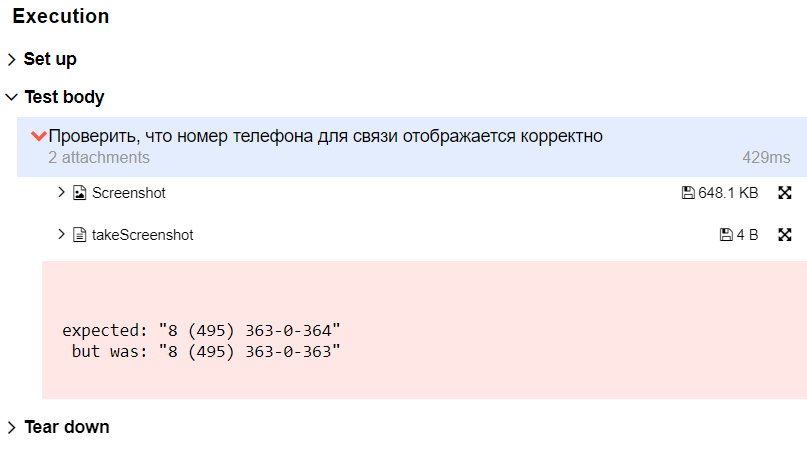 Execution
Set up
Test body
Проверить, что номер телефона для связи отображается корректно
2 attachments 429ms
Screenshot 648.1 KB
takeScreenshot 4 B
expected: "8 (495) 363-0-364"
but was: "8 (495) 363-0-363"
Tear down